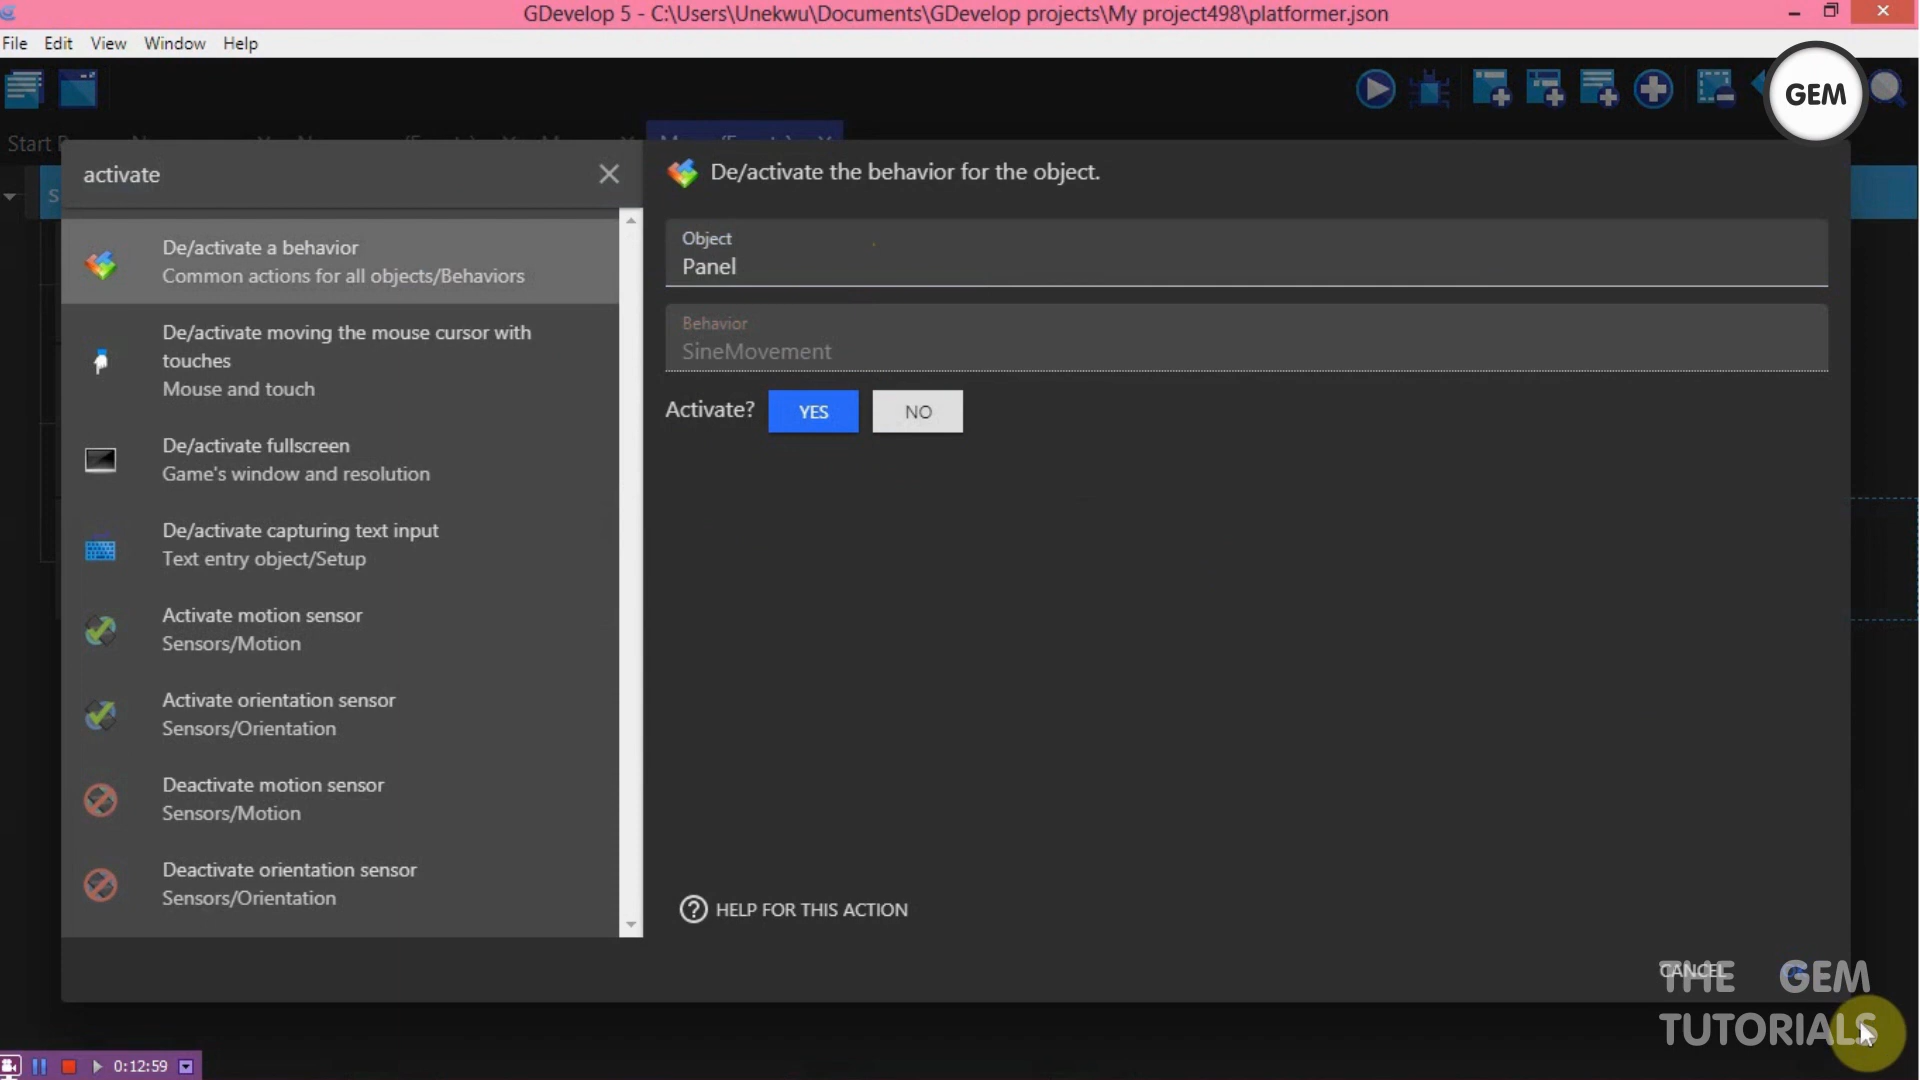 GDevelop 5 - C:\Users\Unekwu\Documents\GDevelop projects\My project498\platformer.json
File Edit View Window Help
GEM
Start
activate
De/activate the behavior for the object.
De/activate a behavior
Common actions for all objects/Behaviors
Object
Panel
De/activate moving the mouse cursor with
touches
Mouse and touch
Behavior
SineMovement
Activate? YES NO
De/activate fullscreen
Game's window and resolution
De/activate capturing text input
Text entry object/Setup
Activate motion sensor
Sensors/Motion
Activate orientation sensor
Sensors/Orientation
Deactivate motion sensor
Sensors/Motion
Deactivate orientation sensor
Sensors/Orientation
HELP FOR THIS ACTION
CANCEL
THE GEM
TUTORIALS
0:12:59